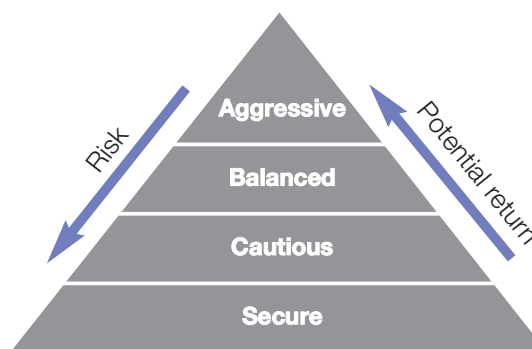 Aggressive
Risk
Potential return
Balanced
Cautious
Secure